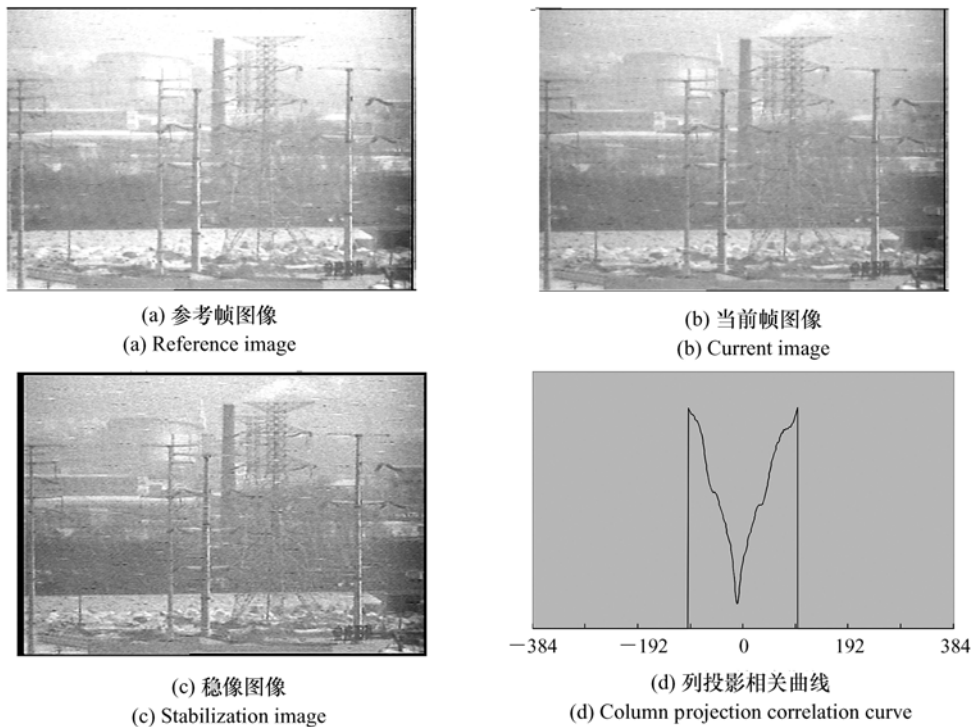 (a) 参考帧图像
(a) Reference image
(b) 当前帧图像
(b) Current image
(c) 稳像图像
(c) Stabilization image
−384 −192 0 192 384
(d) 列投影相关曲线
(d) Column projection correlation curve